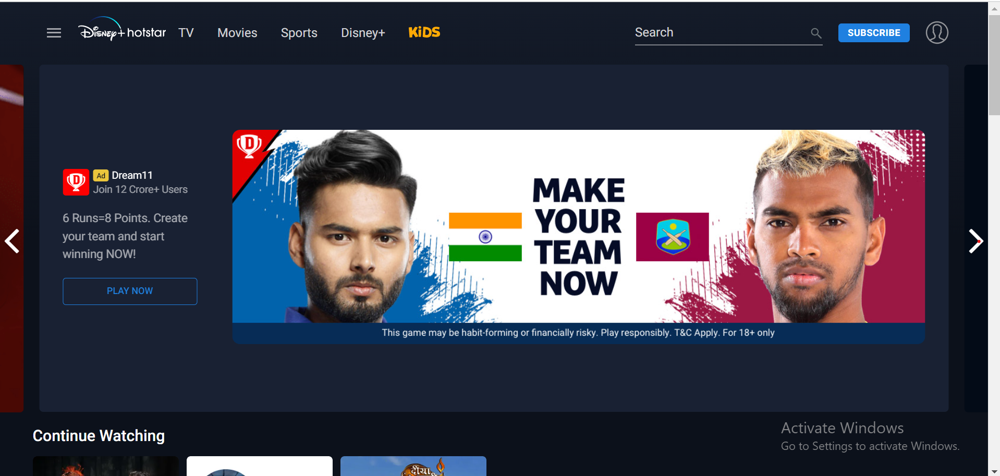 Disney+ hotstar TV Movies Sports Disney+ KiDS Search SUBSCRIBE
D
D
Ad Dream11
Join 12 Crore+ Users
6 Runs=8 Points. Create
your team and start
winning NOW!
PLAY NOW
MAKE
YOUR
TEAM
NOW
This game may be habit-forming or financially risky. Play responsibly. T&C Apply. For 18+ only
Continue Watching
Activate Windows
Go to Settings to activate Windows.
दीया